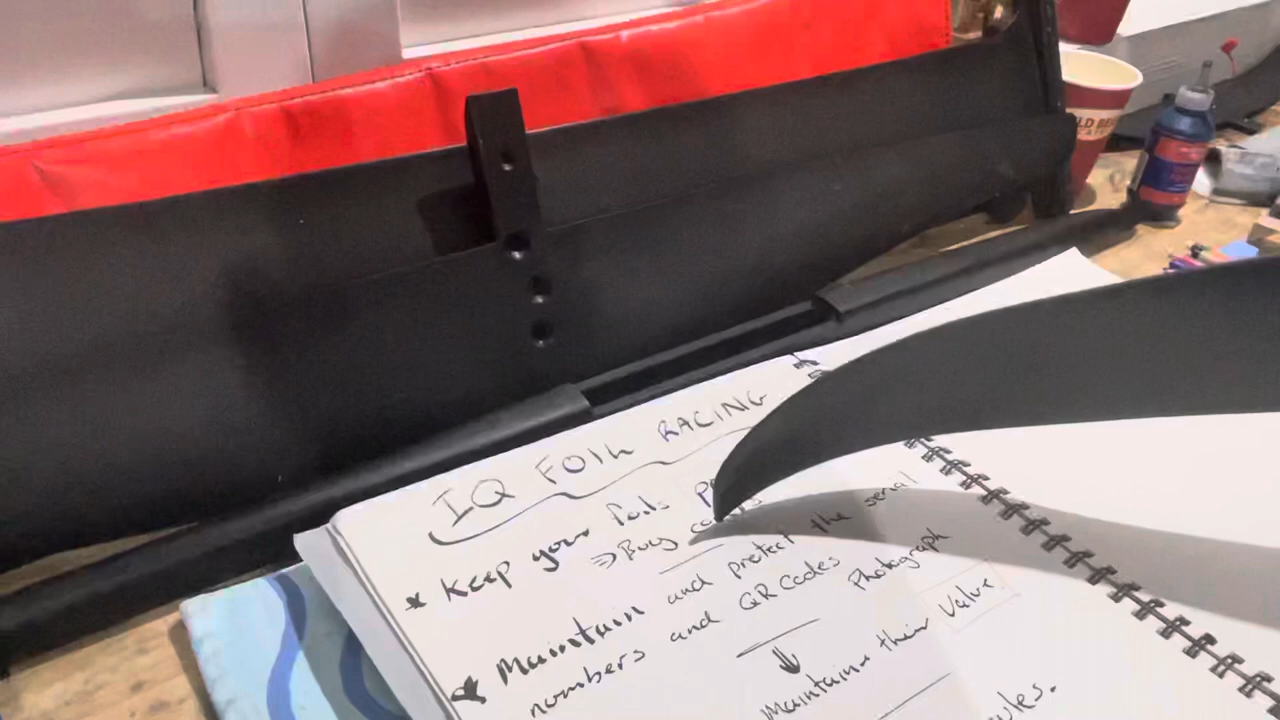 IQ FOIL RACING
* Keep your foils
⇒ Buy
* Maintain and protect the serial
numbers and QR Codes Photograph
Maintain their Value